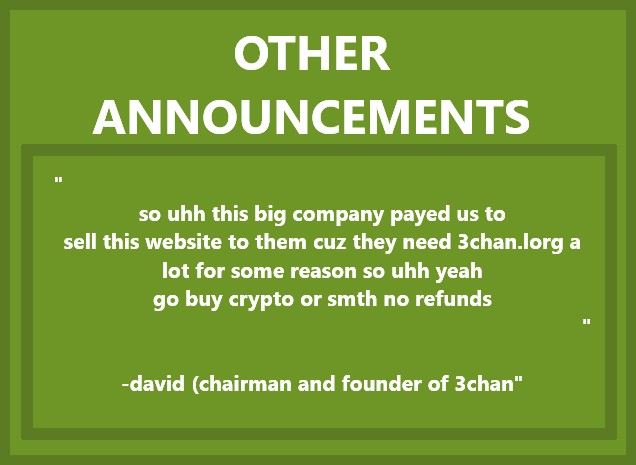 OTHER
ANNOUNCEMENTS
"
so uhh this big company payed us to
sell this website to them cuz they need 3chan.lorg a
lot for some reason so uhh yeah
go buy crypto or smth no refunds
"
-david (chairman and founder of 3chan"